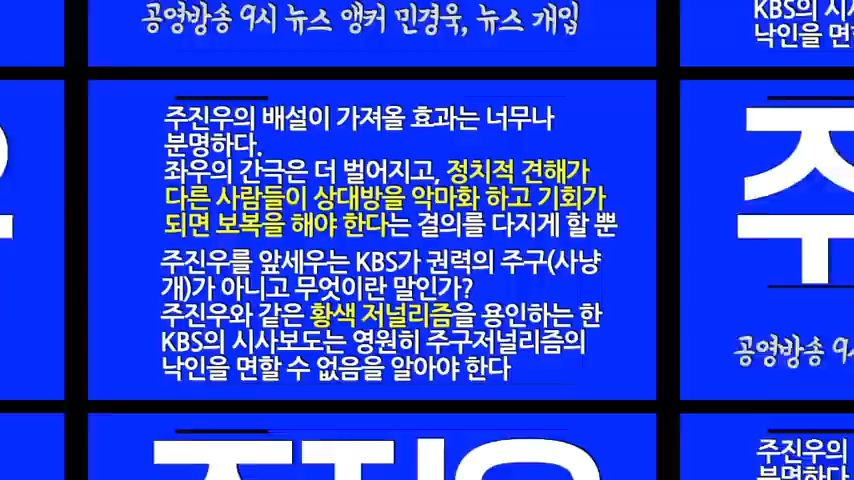 공영방송 9시 뉴스 앵커 민경욱, 뉴스 개입
KBS의 시사
낙인을 면할
주진우의 배설이 가져올 효과는 너무나
분명하다.
좌우의 간극은 더 벌어지고, 정치적 견해가
다른 사람들이 상대방을 악마화 하고 기회가
되면 보복을 해야 한다는 결의를 다지게 할 뿐
주진우를 앞세우는 KBS가 권력의 주구(사냥
개)가 아니고 무엇이란 말인가?
주진우와 같은 황색 저널리즘을 용인하는 한
KBS의 시사보도는 영원히 주구저널리즘의
낙인을 면할 수 없음을 알아야 한다
주
공영방송 9시
주진우
주진우의
분명하다